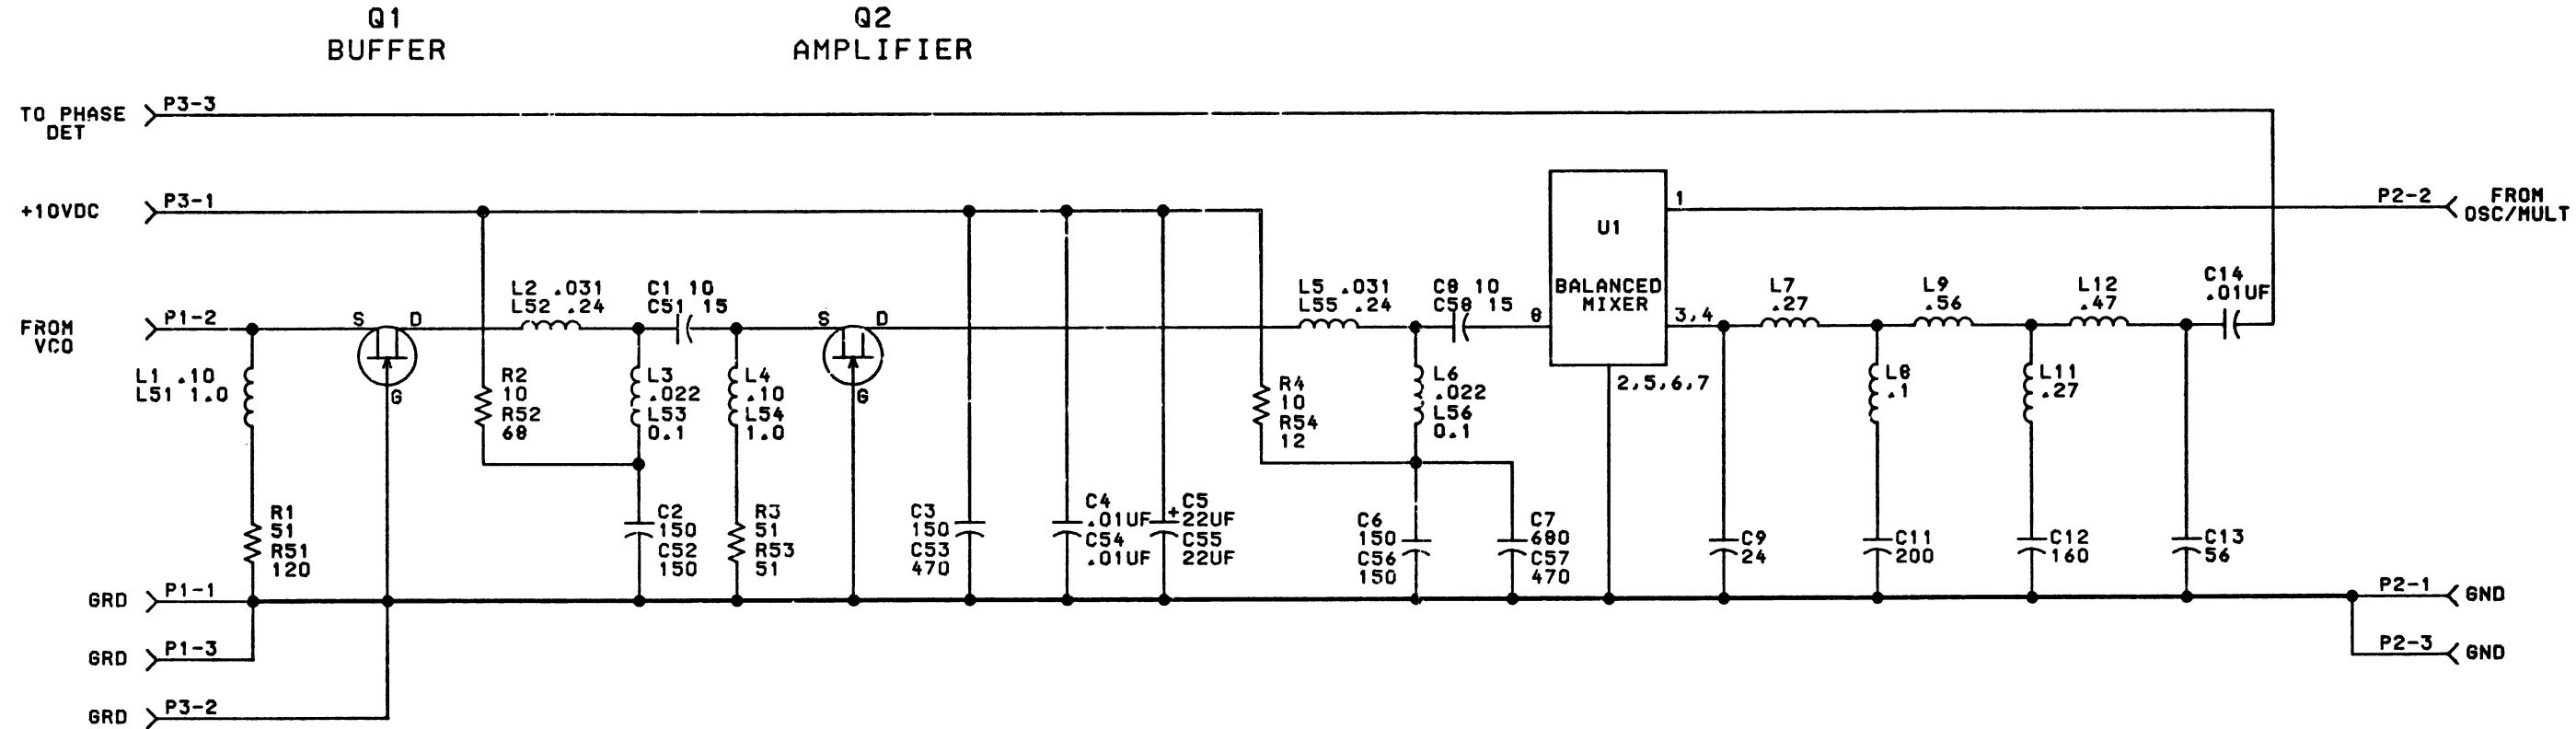 Q1
BUFFER
Q2
AMPLIFIER
TO PHASE
DET
P3-3
+10VDC
P3-1
FROM
VCO
P1-2
L1 .10
L51 1.0
R1
51
R51
120
S
D
G
R2
10
R52
68
L2 .031
L52 .24
C1 10
C51 15
L3
.022
L53
0.1
C2
150
C52
150
L4
.10
L54
1.0
R3
51
R53
51
S
D
G
C3
150
C53
470
C4
.01UF
C54
.01UF
+
C5
22UF
C55
22UF
R4
10
R54
12
L5 .031
L55 .24
C8 10
C58 15
L6
.022
L56
0.1
C6
150
C56
150
C7
680
C57
470
U1
BALANCED
MIXER
8
1
3,4
2,5,6,7
C9
24
L7
.27
L8
.1
C11
200
L9
.56
L11
.27
C12
160
L12
.47
C13
56
C14
.01UF
P2-2
FROM
OSC/MULT
GRD
P1-1
GRD
P1-3
GRD
P3-2
P2-1
GND
P2-3
GND